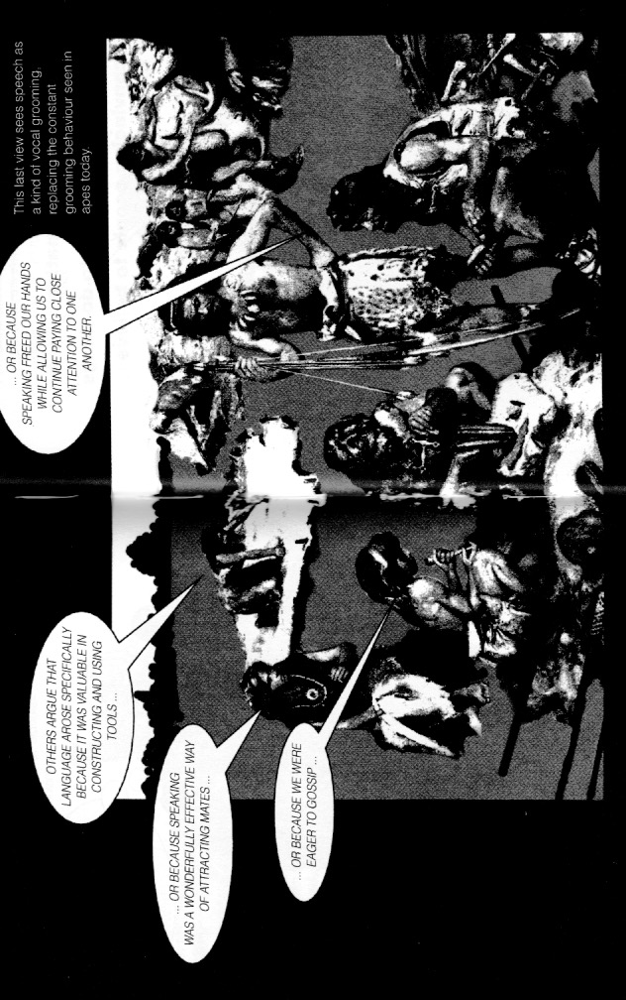 OTHERS ARGUE THAT
LANGUAGE AROSE SPECIFICALLY
BECAUSE IT WAS VALUABLE IN
CONSTRUCTING AND USING
TOOLS ...
... OR BECAUSE SPEAKING
WAS A WONDERFULLY EFFECTIVE WAY
OF ATTRACTING MATES ...
... OR BECAUSE WE WERE
EAGER TO GOSSIP ...
... OR BECAUSE
SPEAKING FREED OUR HANDS
WHILE ALLOWING US TO
CONTINUE PAYING CLOSE
ATTENTION TO ONE
ANOTHER.
This last view sees speech as
a kind of vocal grooming,
replacing the constant
grooming behaviour seen in
apes today.